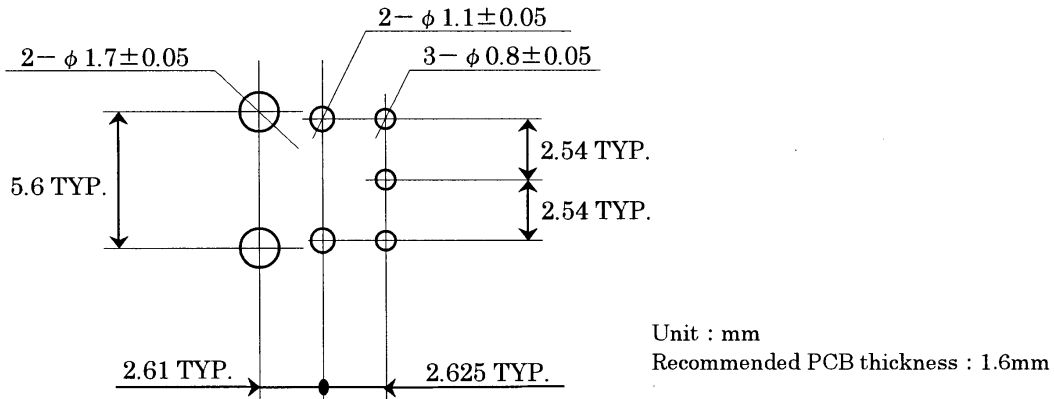 2－φ1.1±0.05
2－φ1.7±0.05
3－φ0.8±0.05
2.54 TYP.
5.6 TYP.
2.54 TYP.
Unit : mm
Recommended PCB thickness : 1.6mm
2.61 TYP.
2.625 TYP.